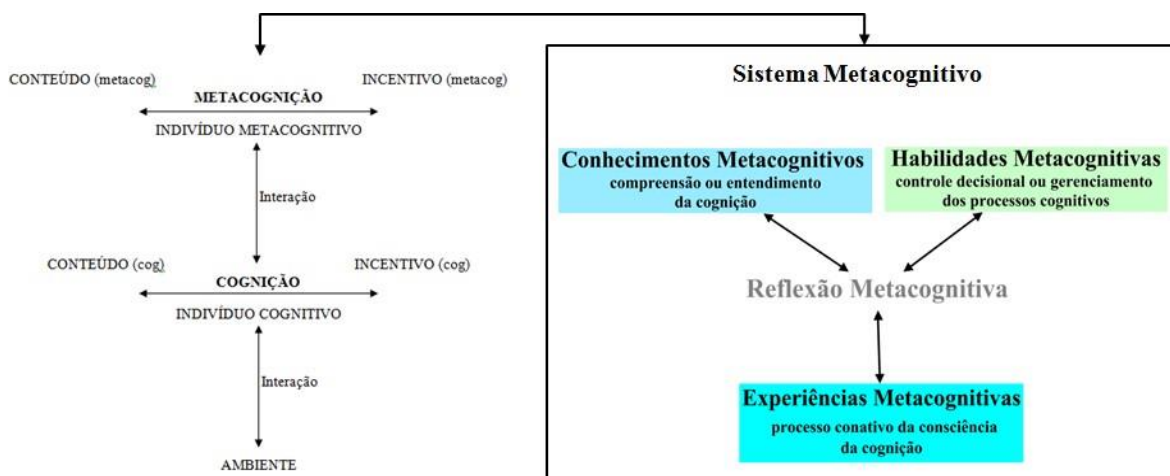 CONTEÚDO (metacog)
INCENTIVO (metacog)
METACOGNIÇÃO
INDIVÍDUO METACOGNITIVO
Interação
CONTEÚDO (cog)
INCENTIVO (cog)
COGNIÇÃO
INDIVÍDUO COGNITIVO
Interação
AMBIENTE
Sistema Metacognitivo
Conhecimentos Metacognitivos
compreensão ou entendimento
da cognição
Habilidades Metacognitivas
controle decisional ou gerenciamento
dos processos cognitivos
Reflexão Metacognitiva
Experiências Metacognitivas
processo conativo da consciência
da cognição